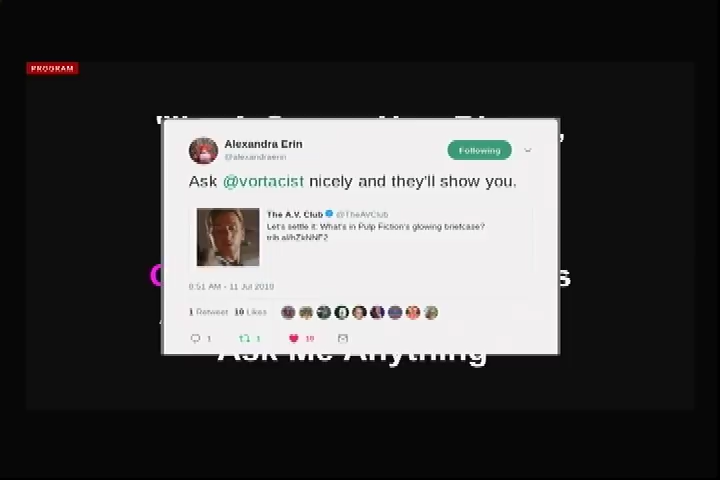 PROGRAM
Alexandra Erin
@alexandraerin
Following
Ask @vortacist nicely and they'll show you.
The A.V. Club @TheAVClub
Let's settle it: What's in Pulp Fiction's glowing briefcase?
8:51 AM - 11 Jul 2018
1 Retweet 10 Likes
1 1 10
Ask Me Anything